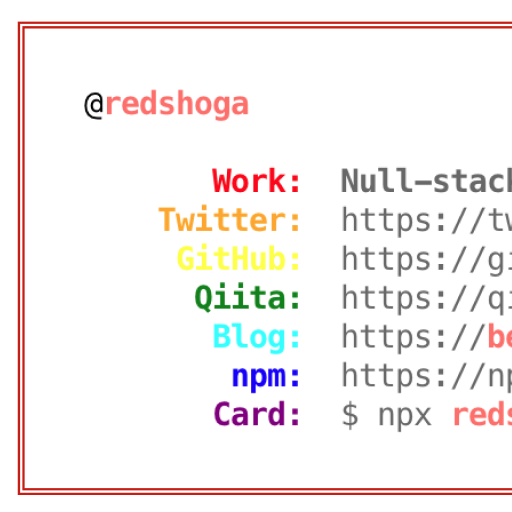 @redshoga
Work: Null-stack
Twitter: https://tw
GitHub: https://gi
Qiita: https://qi
Blog: https://be
npm: https://np
Card: $ npx reds